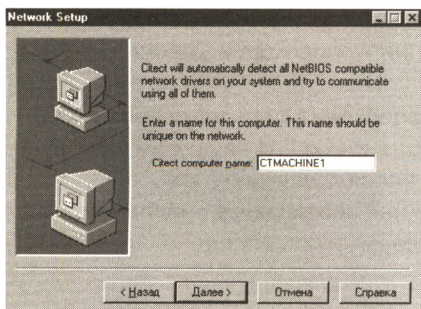 Network Setup
Citect will automatically detect all NetBIOS compatible
network drivers on your system and try to communicate
using all of them.
Enter a name for this computer. This name should be
unique on the network.
Citect computer name: CTMACHINE1
< Назад Далее > Отмена Справка